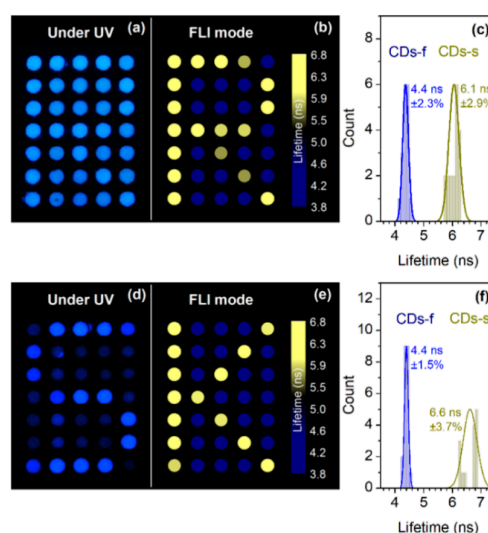 Under UV (a) FLI mode (b)
6.8
6.3
5.9
5.5
5.0
4.6
4.2
3.8
Lifetime (ns)
(c)
CDs-f CDs-s
4.4 ns
±2.3%
6.1 ns
±2.9%
8
6
4
2
0
Count
4 5 6 7
Lifetime (ns)
Under UV
(d) FLI mode (e)
6.8
6.3
5.9
5.5
5.0
4.6
4.2
3.8
Lifetime (ns)
(f)
CDs-f CDs-s
4.4 ns
±1.5%
6.6 ns
±3.7%
12
10
8
6
4
2
0
Count
4 5 6 7
Lifetime (ns)